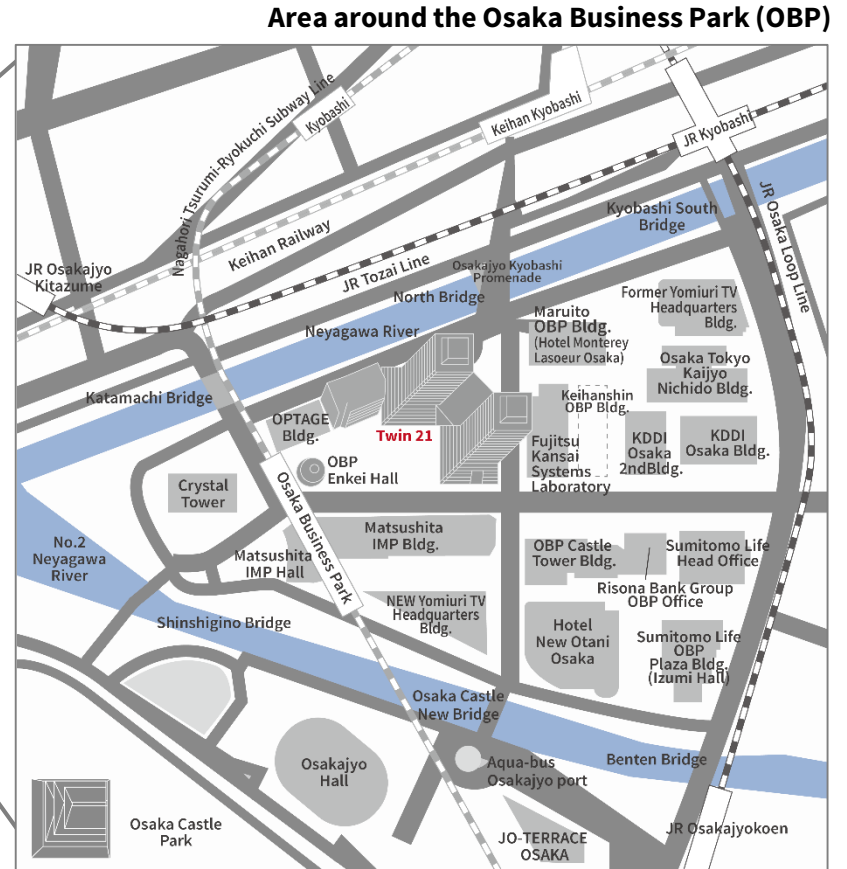 Area around the Osaka Business Park (OBP)
Nagahori Tsurumi-Ryokuchi Subway Line
Kyobashi
Keihan Kyobashi
JR Kyobashi
JR Osaka Loop Line
Kyobashi South
Bridge
Keihan Railway
JR Tozai Line
JR Osakajyo
Kitazume
Osakajyo Kyobashi
Promenade
North Bridge
Neyagawa River
Katamachi Bridge
Maruito
OBP Bldg.
(Hotel Monterey
Lasoeur Osaka)
Former Yomiuri TV
Headquarters
Bldg.
Osaka Tokyo
Kaijyo
Nichido Bldg.
Keihanshin
OBP Bldg.
OPTAGE
Bldg.
Twin 21
Fujitsu
Kansai
Systems
Laboratory
KDDI
Osaka
2ndBldg.
KDDI
Osaka Bldg.
OBP
Enkei Hall
Crystal
Tower
Osaka Business Park
Matsushita
IMP Bldg.
Matsushita
IMP Hall
No.2
Neyagawa
River
OBP Castle
Tower Bldg.
Sumitomo Life
Head Office
Risona Bank Group
OBP Office
NEW Yomiuri TV
Headquarters
Bldg.
Shinshigino Bridge
Hotel
New Otani
Osaka
Sumitomo Life
OBP
Plaza Bldg.
(Izumi Hall)
Osaka Castle
New Bridge
Osakajyo
Hall
Aqua-bus
Osakajyo port
Benten Bridge
Osaka Castle
Park
JO-TERRACE
OSAKA
JR Osakajyokoen